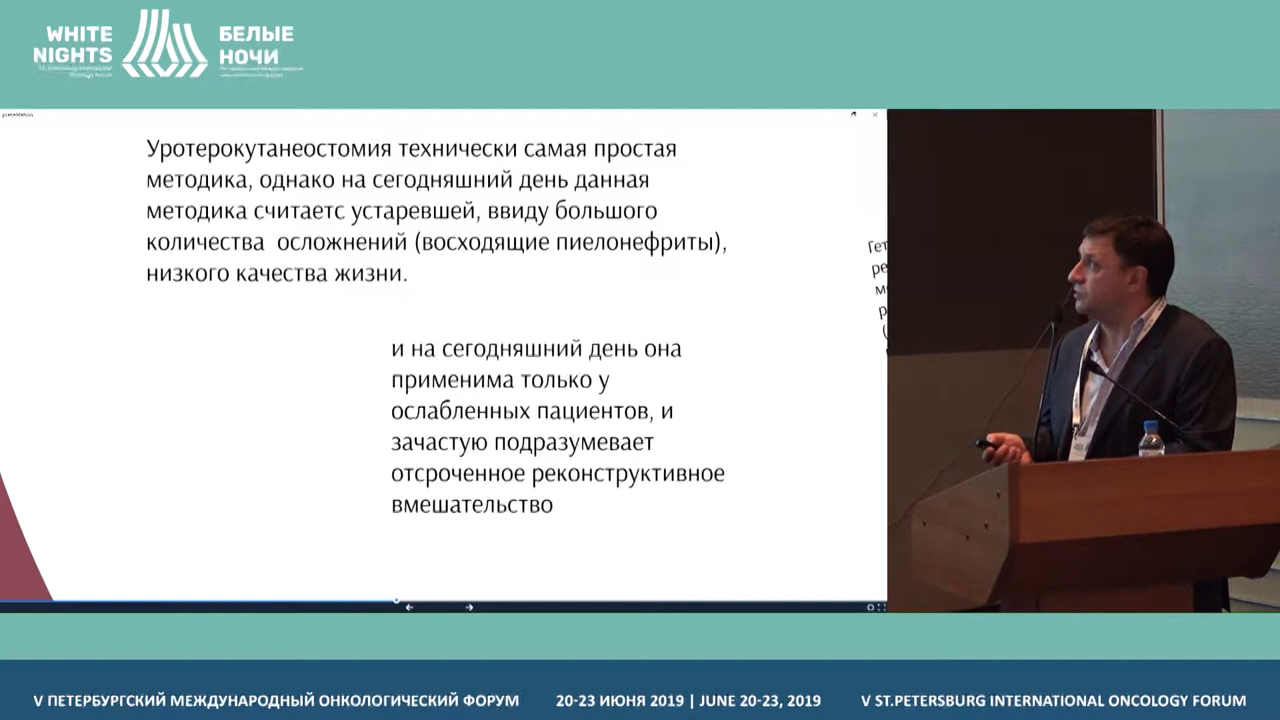 WHITE
NIGHTS
БЕЛЫЕ
НОЧИ
presentation
Уротерокутанеостомия технически самая простая
методика, однако на сегодняшний день данная
методика считаетс устаревшей, ввиду большого
количества осложнений (восходящие пиелонефриты),
низкого качества жизни.
и на сегодняшний день она
применима только у
ослабленных пациентов, и
зачастую подразумевает
отсроченное реконструктивное
вмешательство
V ПЕТЕРБУРГСКИЙ МЕЖДУНАРОДНЫЙ ОНКОЛОГИЧЕСКИЙ ФОРУМ
20-23 ИЮНЯ 2019 | JUNE 20-23, 2019
V ST.PETERSBURG INTERNATIONAL ONCOLOGY FORUM